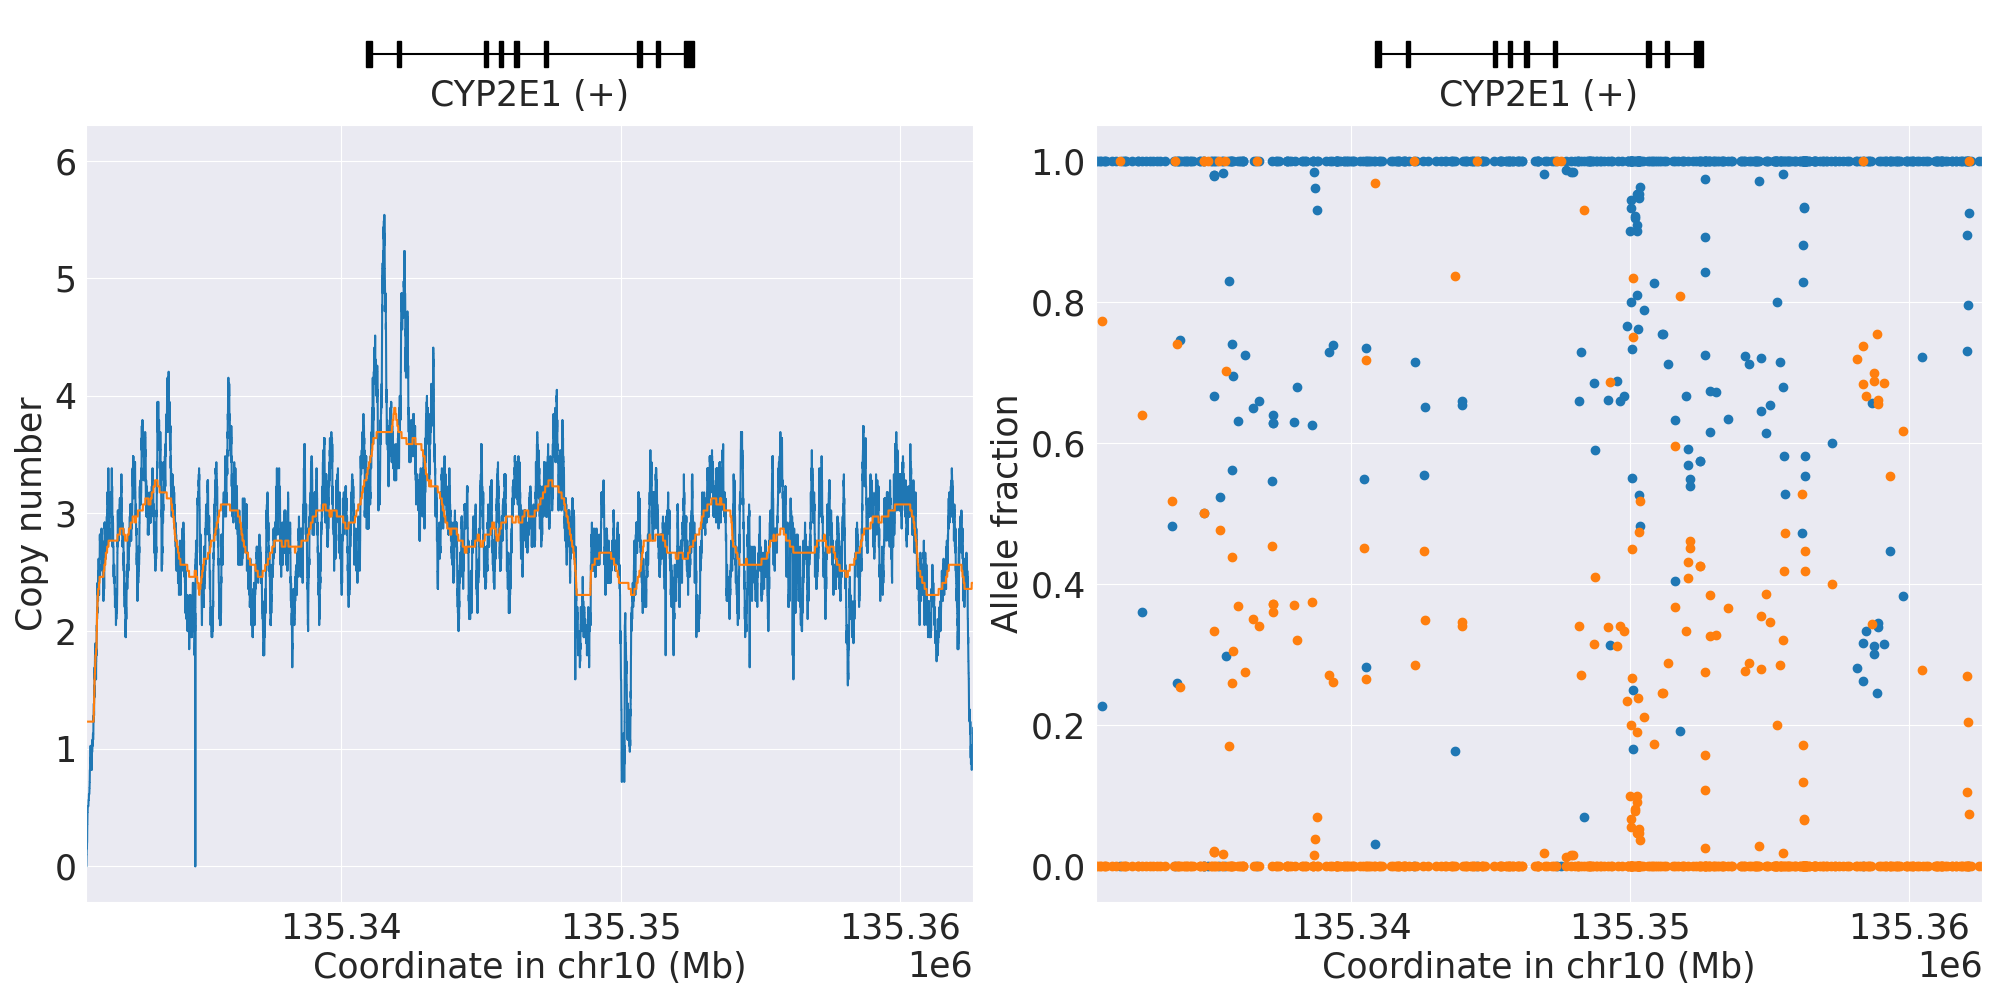 CYP2E1 (+)
CYP2E1 (+)
Copy number
6
5
4
3
2
1
0
135.34 135.35 135.36
Coordinate in chr10 (Mb)
1e6
Allele fraction
1.0
0.8
0.6
0.4
0.2
0.0
135.34 135.35 135.36
Coordinate in chr10 (Mb)
1e6